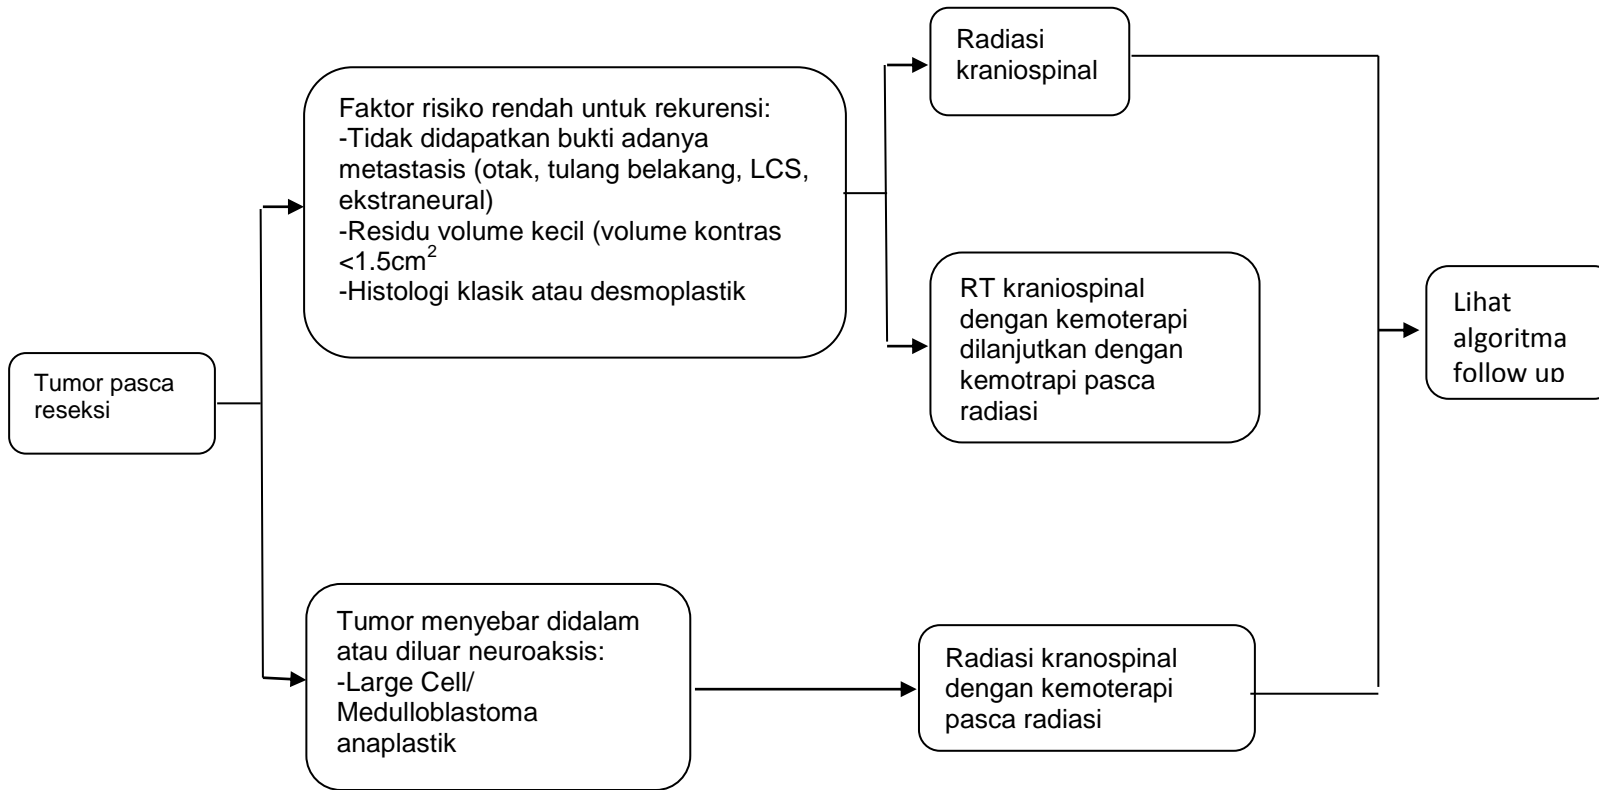 Tumor pasca
reseksi
Faktor risiko rendah untuk rekurensi:
-Tidak didapatkan bukti adanya
metastasis (otak, tulang belakang, LCS,
ekstraneural)
-Residu volume kecil (volume kontras
<1.5cm²
-Histologi klasik atau desmoplastik
Tumor menyebar didalam
atau diluar neuroaksis:
-Large Cell/
Medulloblastoma
anaplastik
Radiasi
kraniospinal
RT kraniospinal
dengan kemoterapi
dilanjutkan dengan
kemotrapi pasca
radiasi
Radiasi kranospinal
dengan kemoterapi
pasca radiasi
Lihat
algoritma
follow up